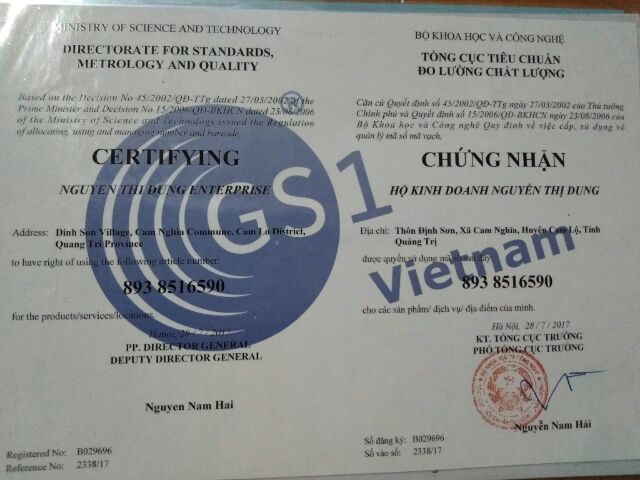 MINISTRY OF SCIENCE AND TECHNOLOGY
DIRECTORATE FOR STANDARDS,
METROLOGY AND QUALITY
Based on the Decision No 45/2002/QĐ-TTg dated 27/03/2002 of the
Prime Minister and Decision No 15/2006/QĐ-BKHCN dated 23/08/2006
of the Ministry of Science and Technology issued the Regulation
of allocating, using and managing number and barcode,
CERTIFYING
NGUYEN THI DUNG ENTERPRISE
Address: Dinh Son Village, Cam Nghia Commune, Cam Lo District,
Quang Tri Province
to have right of using the following article number:
893 8516590
for the products/services/locations.
Hanoi, 28 / 7 / 2017
PP. DIRECTOR GENERAL
DEPUTY DIRECTOR GENERAL
Nguyen Nam Hai
Registered No: B029696
Reference No: 2338/17
BỘ KHOA HỌC VÀ CÔNG NGHỆ
TỔNG CỤC TIÊU CHUẨN
ĐO LƯỜNG CHẤT LƯỢNG
Căn cứ Quyết định số 45/2002/QĐ-TTg ngày 27/03/2002 của Thủ tướng
Chính phủ và Quyết định số 15/2006/QĐ-BKHCN ngày 23/08/2006 của
Bộ Khoa học và Công nghệ Quy định về việc cấp, sử dụng và
quản lý mã số mã vạch,
CHỨNG NHẬN
HỘ KINH DOANH NGUYỄN THỊ DUNG
Địa chỉ: Thôn Định Sơn, Xã Cam Nghĩa, Huyện Cam Lộ, Tỉnh
Quảng Trị
được quyền sử dụng mã số sau đây:
893 8516590
cho các sản phẩm/ dịch vụ/ địa điểm của mình.
Hà Nội, 28 / 7 / 2017
KT. TỔNG CỤC TRƯỞNG
PHÓ TỔNG CỤC TRƯỞNG
Nguyễn Nam Hải
Số đăng ký: B029696
Số vào sổ: 2338/17
GS1
®
Vietnam